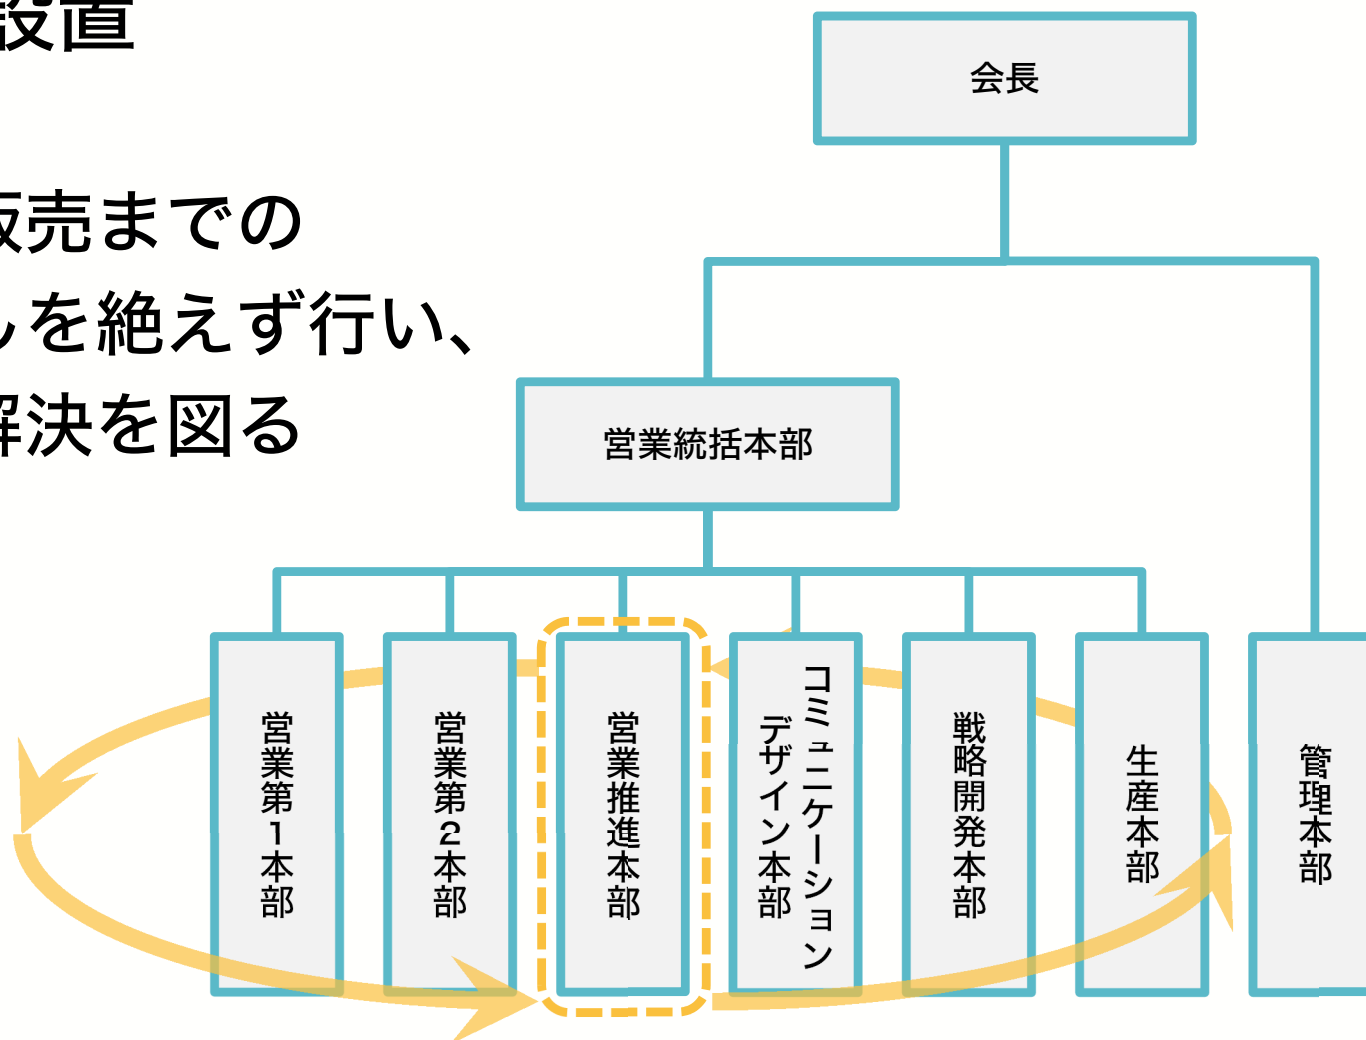 設置
販売までの
しを絶えず行い、
解決を図る
会長
営業統括本部
営業第1本部
営業第2本部
営業推進本部
コミュニケーション
デザイン本部
戦略開発本部
生産本部
管理本部